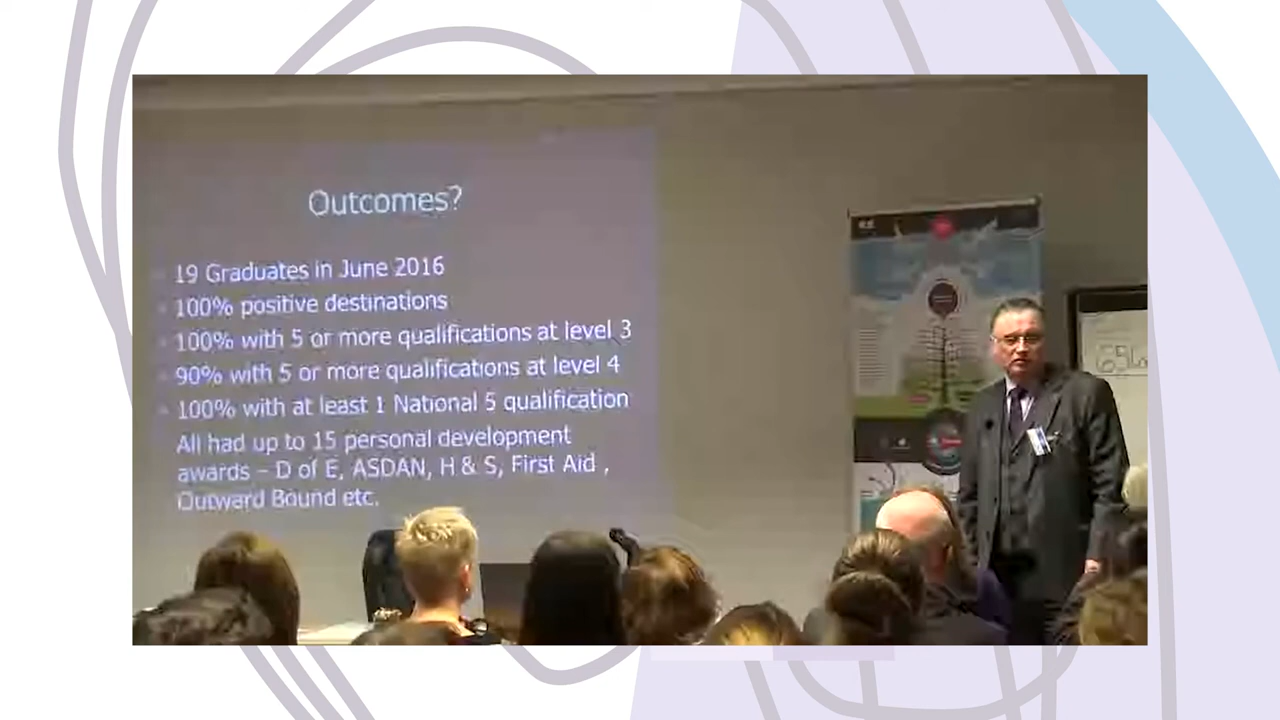 Outcomes?
19 Graduates in June 2016
100% positive destinations
100% with 5 or more qualifications at level 3
90% with 5 or more qualifications at level 4
100% with at least 1 National 5 qualification
All had up to 15 personal development
awards – D of E, ASDAN, H & S, First Aid ,
Outward Bound etc.